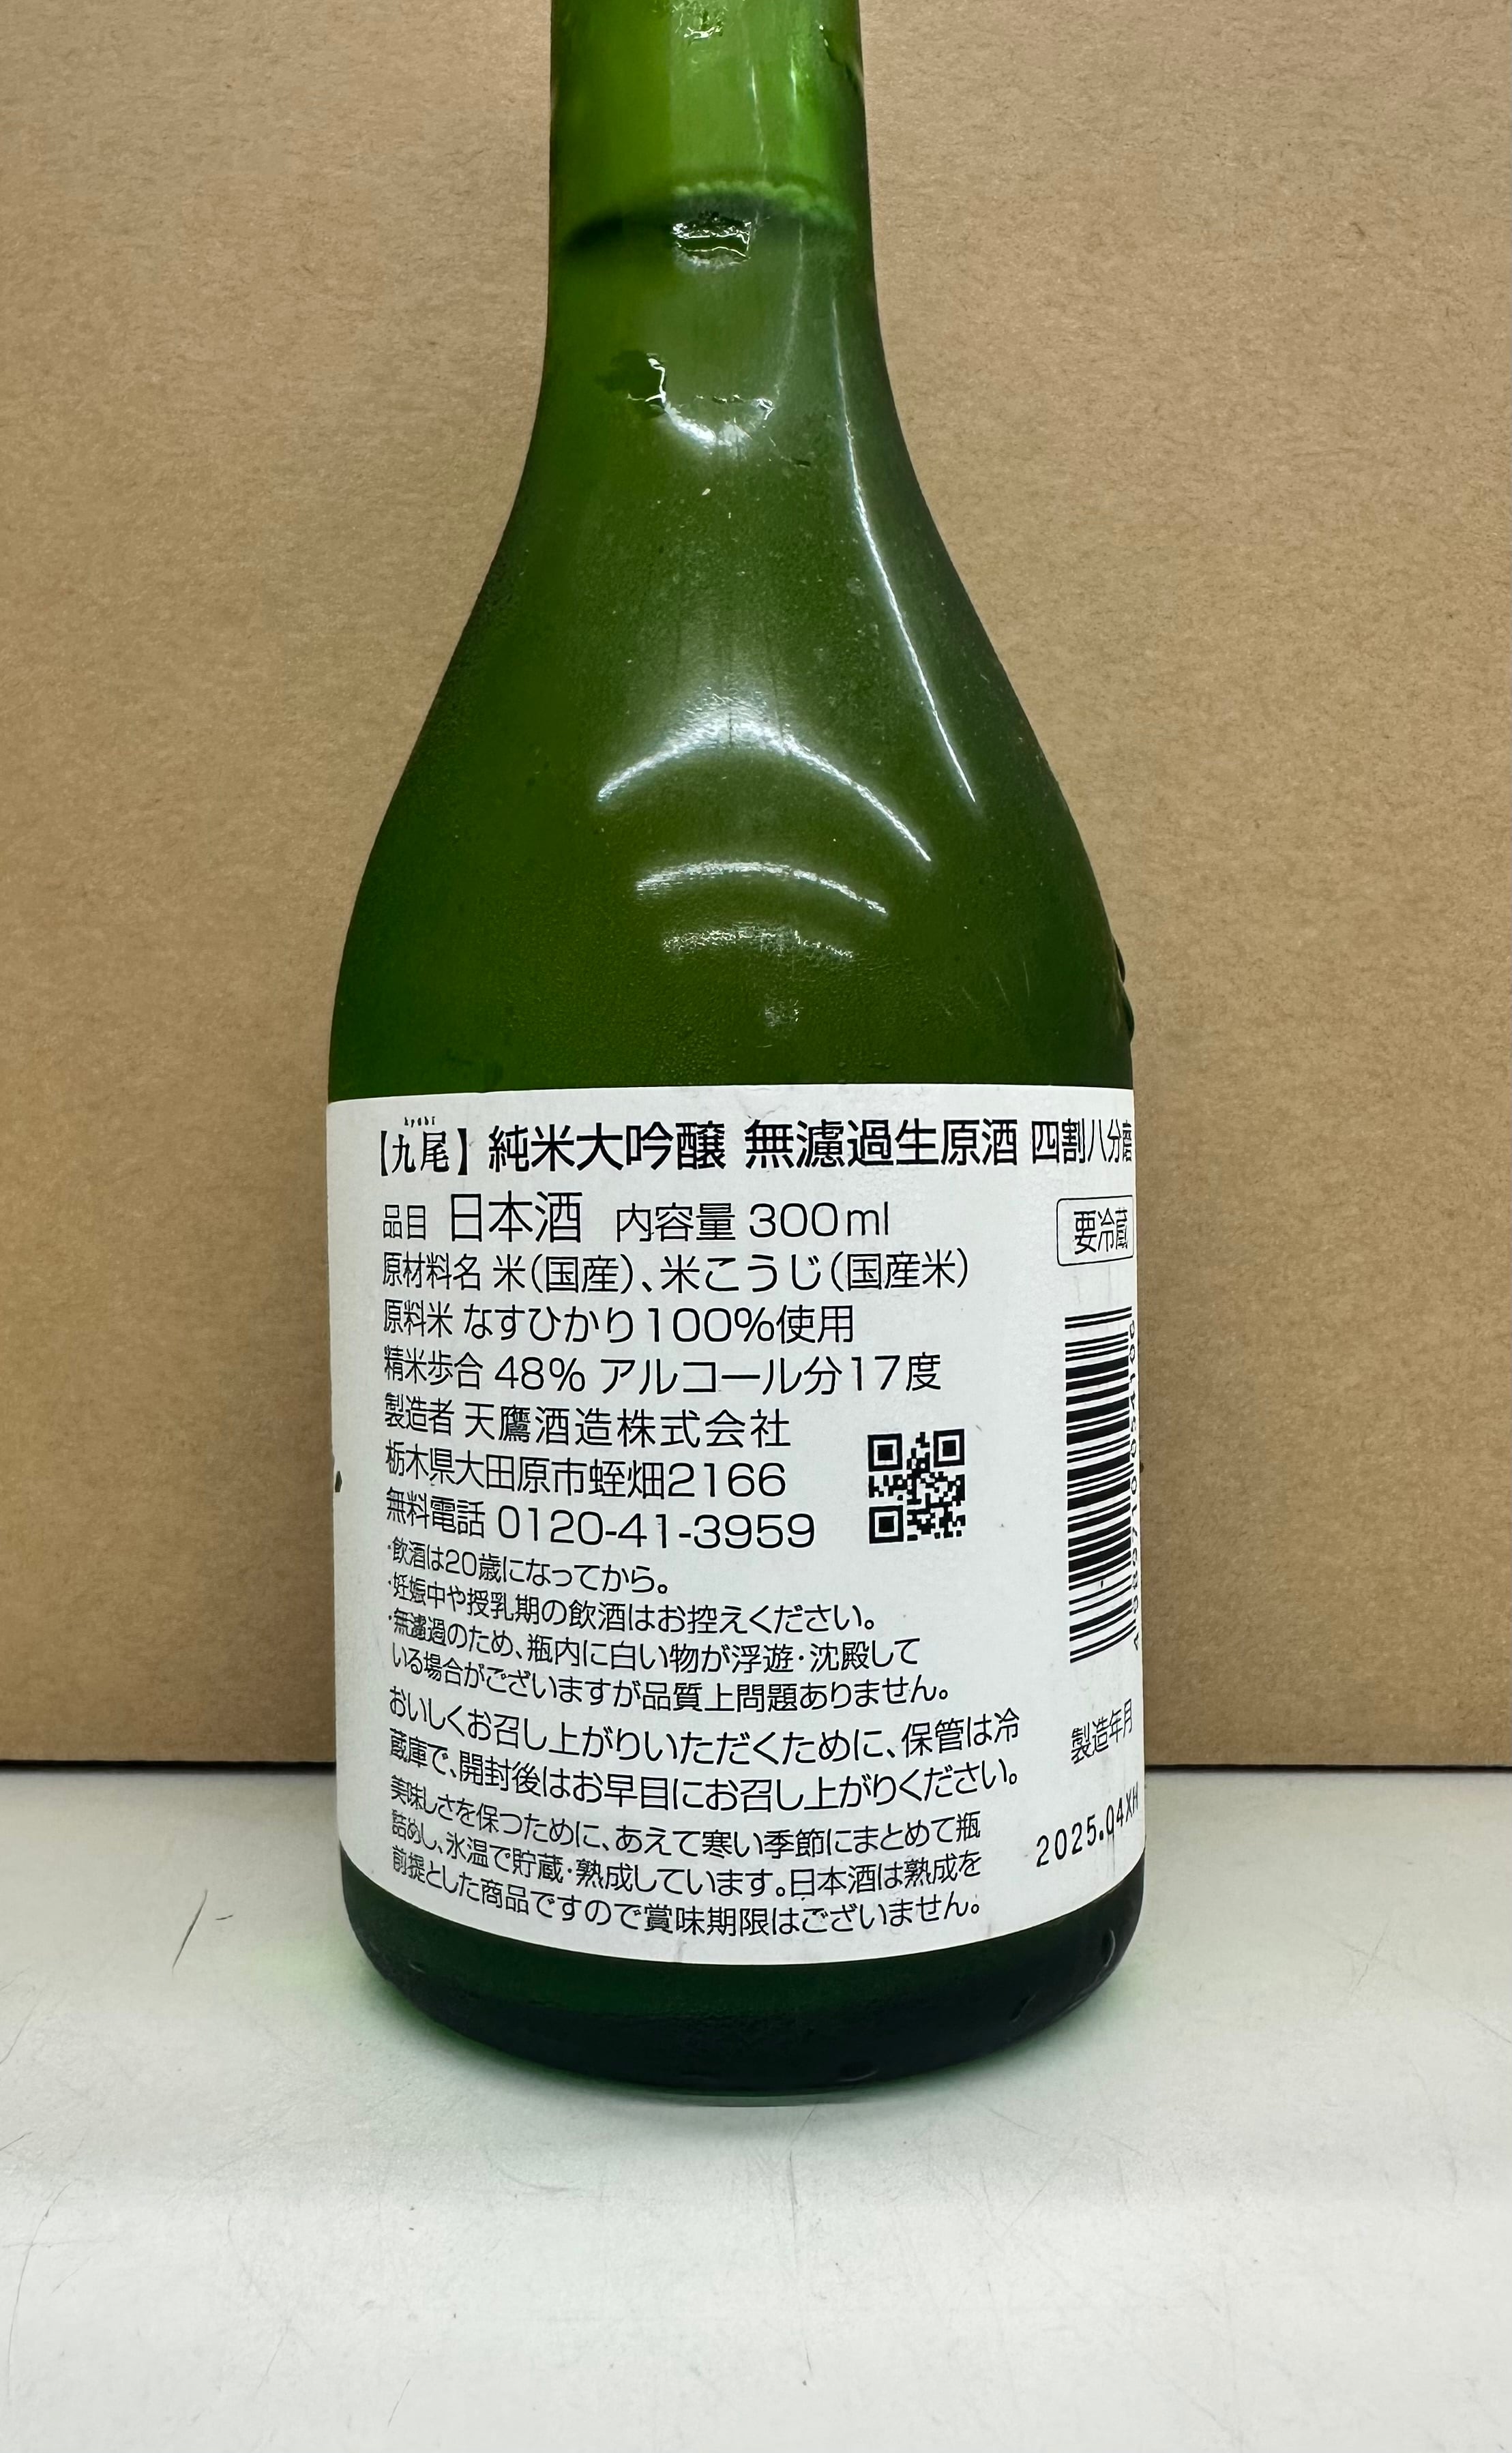 kyubi
【九尾】純米大吟醸 無濾過生原酒 四割八分磨
品目 日本酒 内容量 300ml
要冷蔵
原材料名 米(国産)、米こうじ(国産米)
原料米 なすひかり100%使用
精米歩合 48% アルコール分17度
製造者 天鷹酒造株式会社
栃木県大田原市蛭畑2166
無料電話 0120-41-3959
・飲酒は20歳になってから。
・妊娠中や授乳期の飲酒はお控えください。
・無濾過のため、瓶内に白い物が浮遊・沈殿して
いる場合がございますが品質上問題ありません。
おいしくお召し上がりいただくために、保管は冷
蔵庫で、開封後はお早目にお召し上がりください。
美味しさを保つために、あえて寒い季節にまとめて瓶
詰めし、氷温で貯蔵・熟成しています。日本酒は熟成を
前提とした商品ですので賞味期限はございません。
製造年月
2025.04XH